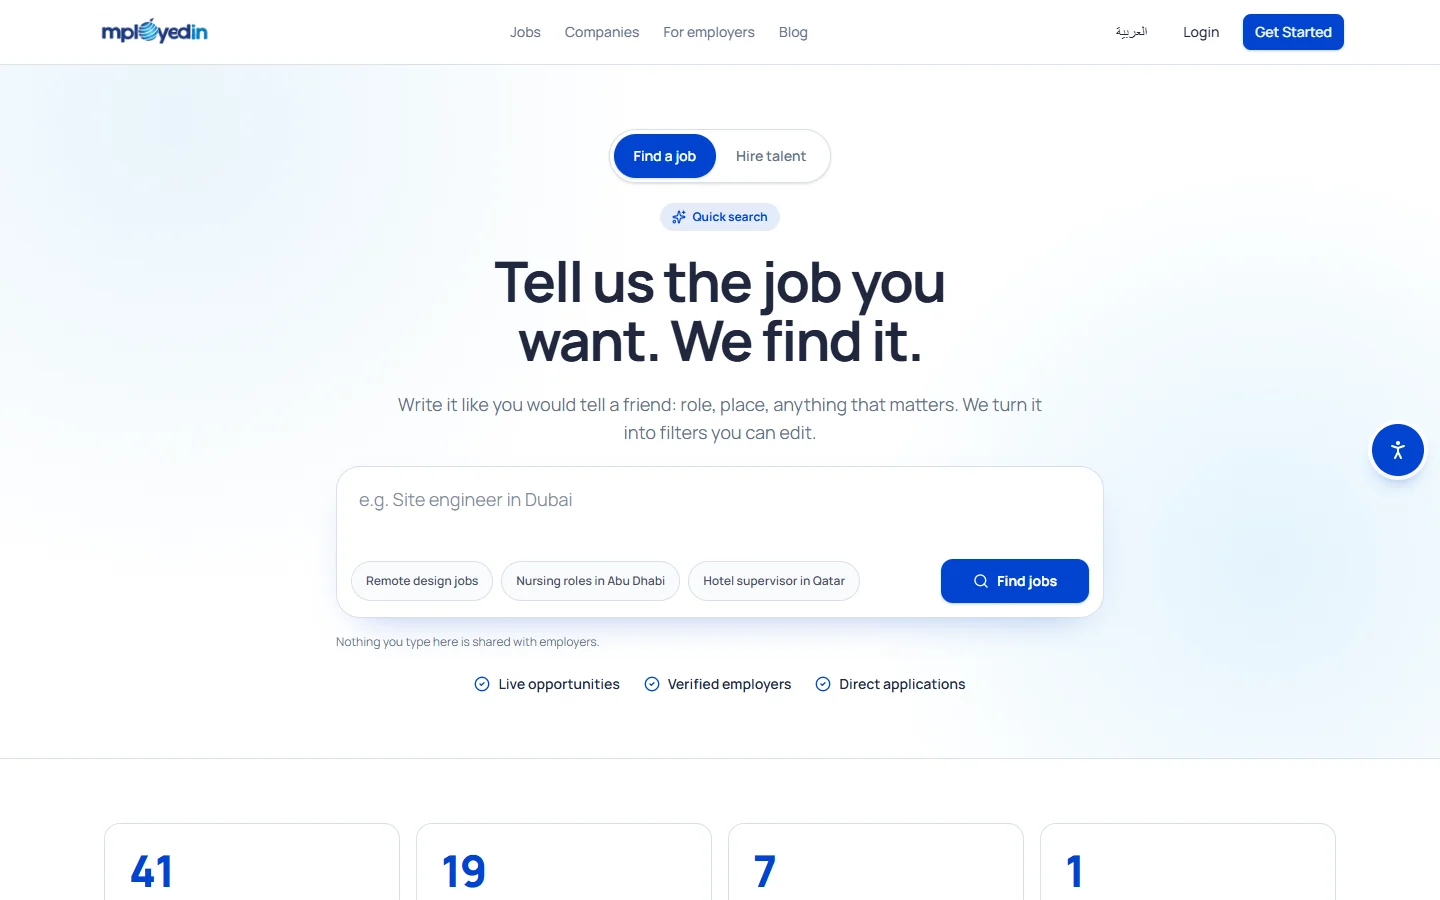 mployedin
Jobs
Companies
For employers
Blog
العربية
Login
Get Started
Find a job
Hire talent
Quick search
Tell us the job you
want. We find it.
Write it like you would tell a friend: role, place, anything that matters. We turn it
into filters you can edit.
e.g. Site engineer in Dubai
Remote design jobs
Nursing roles in Abu Dhabi
Hotel supervisor in Qatar
Find jobs
Nothing you type here is shared with employers.
Live opportunities
Verified employers
Direct applications
41
19
7
1